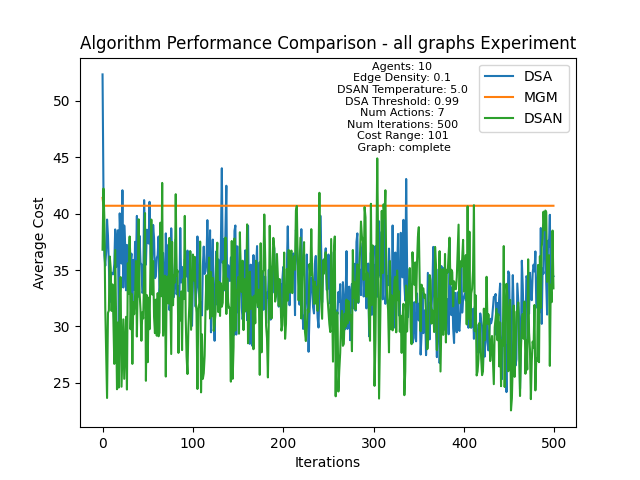 Algorithm Performance Comparison - all graphs Experiment
Agents: 10
Edge Density: 0.1
DSAN Temperature: 5.0
DSA Threshold: 0.99
Num Actions: 7
Num Iterations: 500
Cost Range: 101
Graph: complete
DSA
MGM
DSAN
Average Cost
50
45
40
35
30
25
0 100 200 300 400 500
Iterations